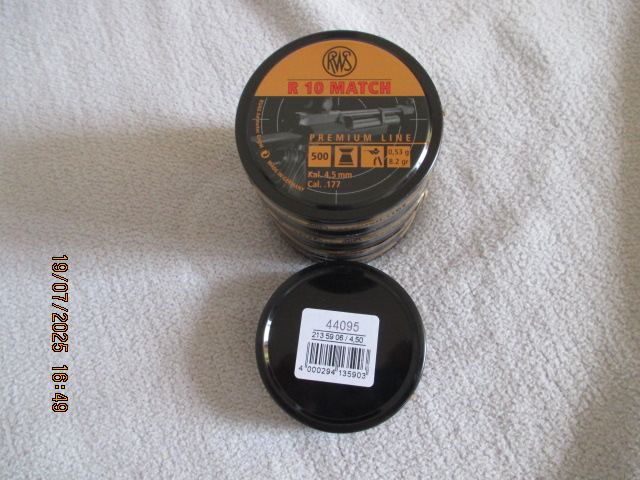 RWS
R 10 MATCH
PREMIUM LINE
500
0,53 g
8.2 gr
Kal. 4,5 mm
Cal. .177
MADE IN GERMANY
44095
213 59 06 / 4,50
4 000294 135903
19/07/2025 16:49